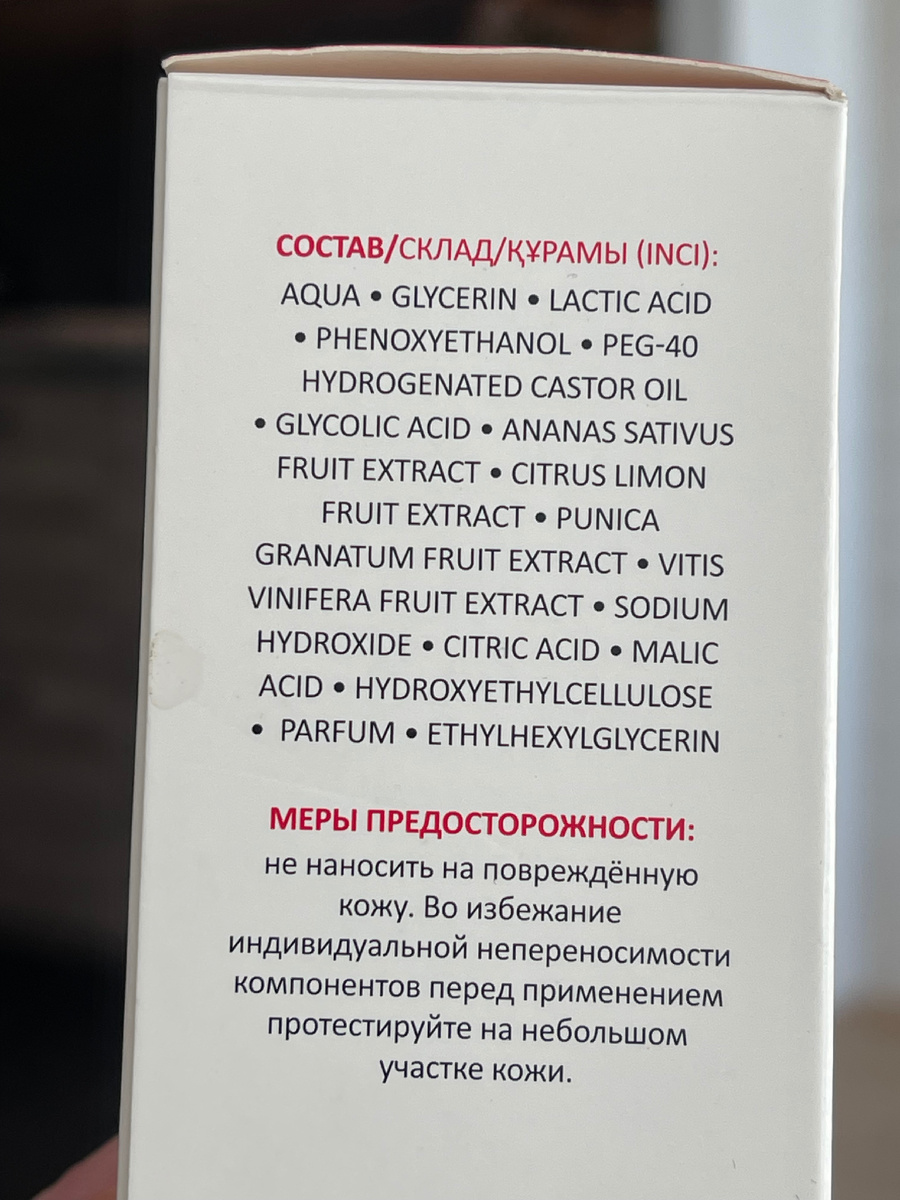 СОСТАВ/СКЛАД/ҚҰРАМЫ (INCI):
AQUA • GLYCERIN • LACTIC ACID
• PHENOXYETHANOL • PEG-40
HYDROGENATED CASTOR OIL
• GLYCOLIC ACID • ANANAS SATIVUS
FRUIT EXTRACT • CITRUS LIMON
FRUIT EXTRACT • PUNICA
GRANATUM FRUIT EXTRACT • VITIS
VINIFERA FRUIT EXTRACT • SODIUM
HYDROXIDE • CITRIC ACID • MALIC
ACID • HYDROXYETHYLCELLULOSE
• PARFUM • ETHYLHEXYLGLYCERIN
МЕРЫ ПРЕДОСТОРОЖНОСТИ:
не наносить на повреждённую
кожу. Во избежание
индивидуальной непереносимости
компонентов перед применением
протестируйте на небольшом
участке кожи.